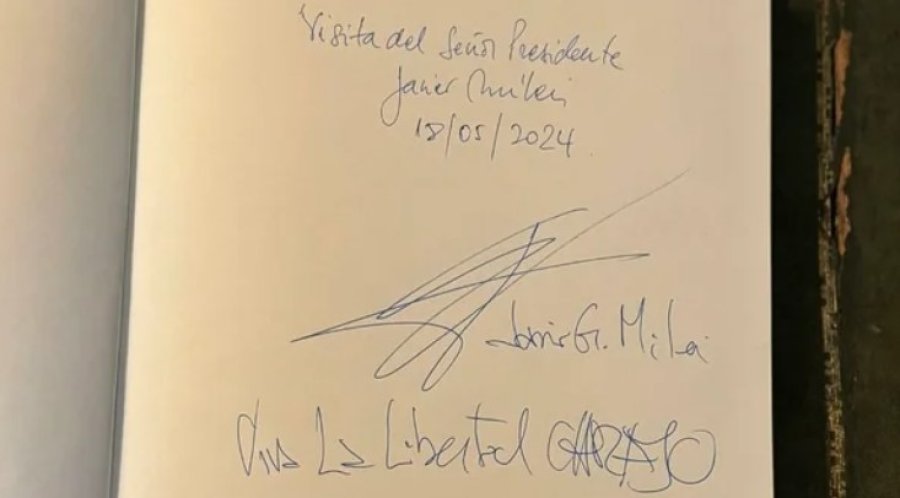 Visita del Señor Presidente
Javier Milei
18/05/2024
Javier G. Milei
Viva La Libertad CARAJO